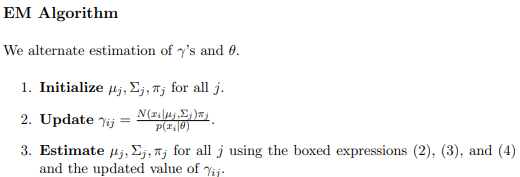 EM Algorithm
We alternate estimation of γ's and θ.
1. Initialize μj, Σj, πj for all j.
2. Update γij = N(xi|μj,Σj)πj / p(xi|θ).
3. Estimate μj, Σj, πj for all j using the boxed expressions (2), (3), and (4)
and the updated value of γij.